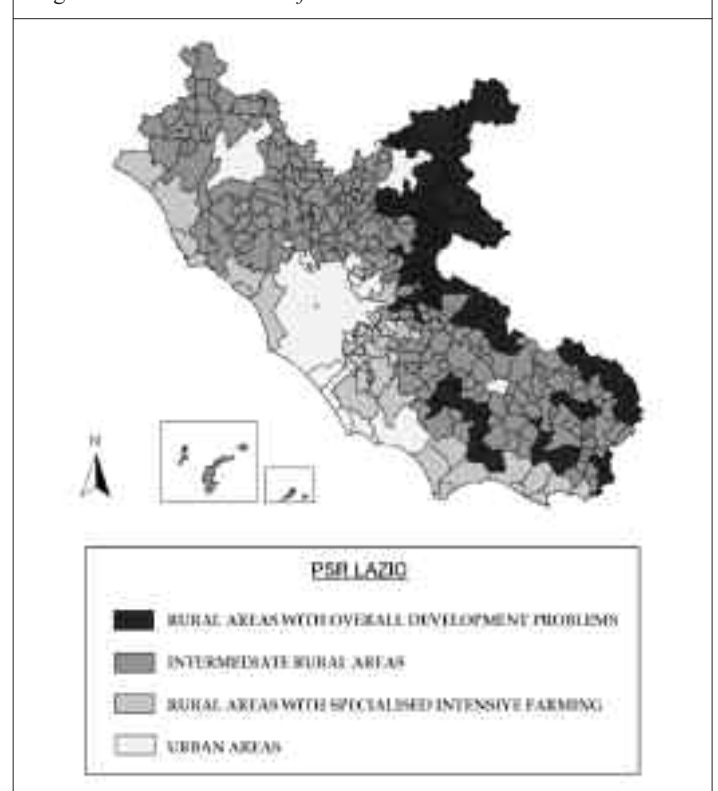 N
PSR LAZIO
RURAL AREAS WITH OVERALL DEVELOPMENT PROBLEMS
INTERMEDIATE RURAL AREAS
RURAL AREAS WITH SPECIALISED INTENSIVE FARMING
URBAN AREAS